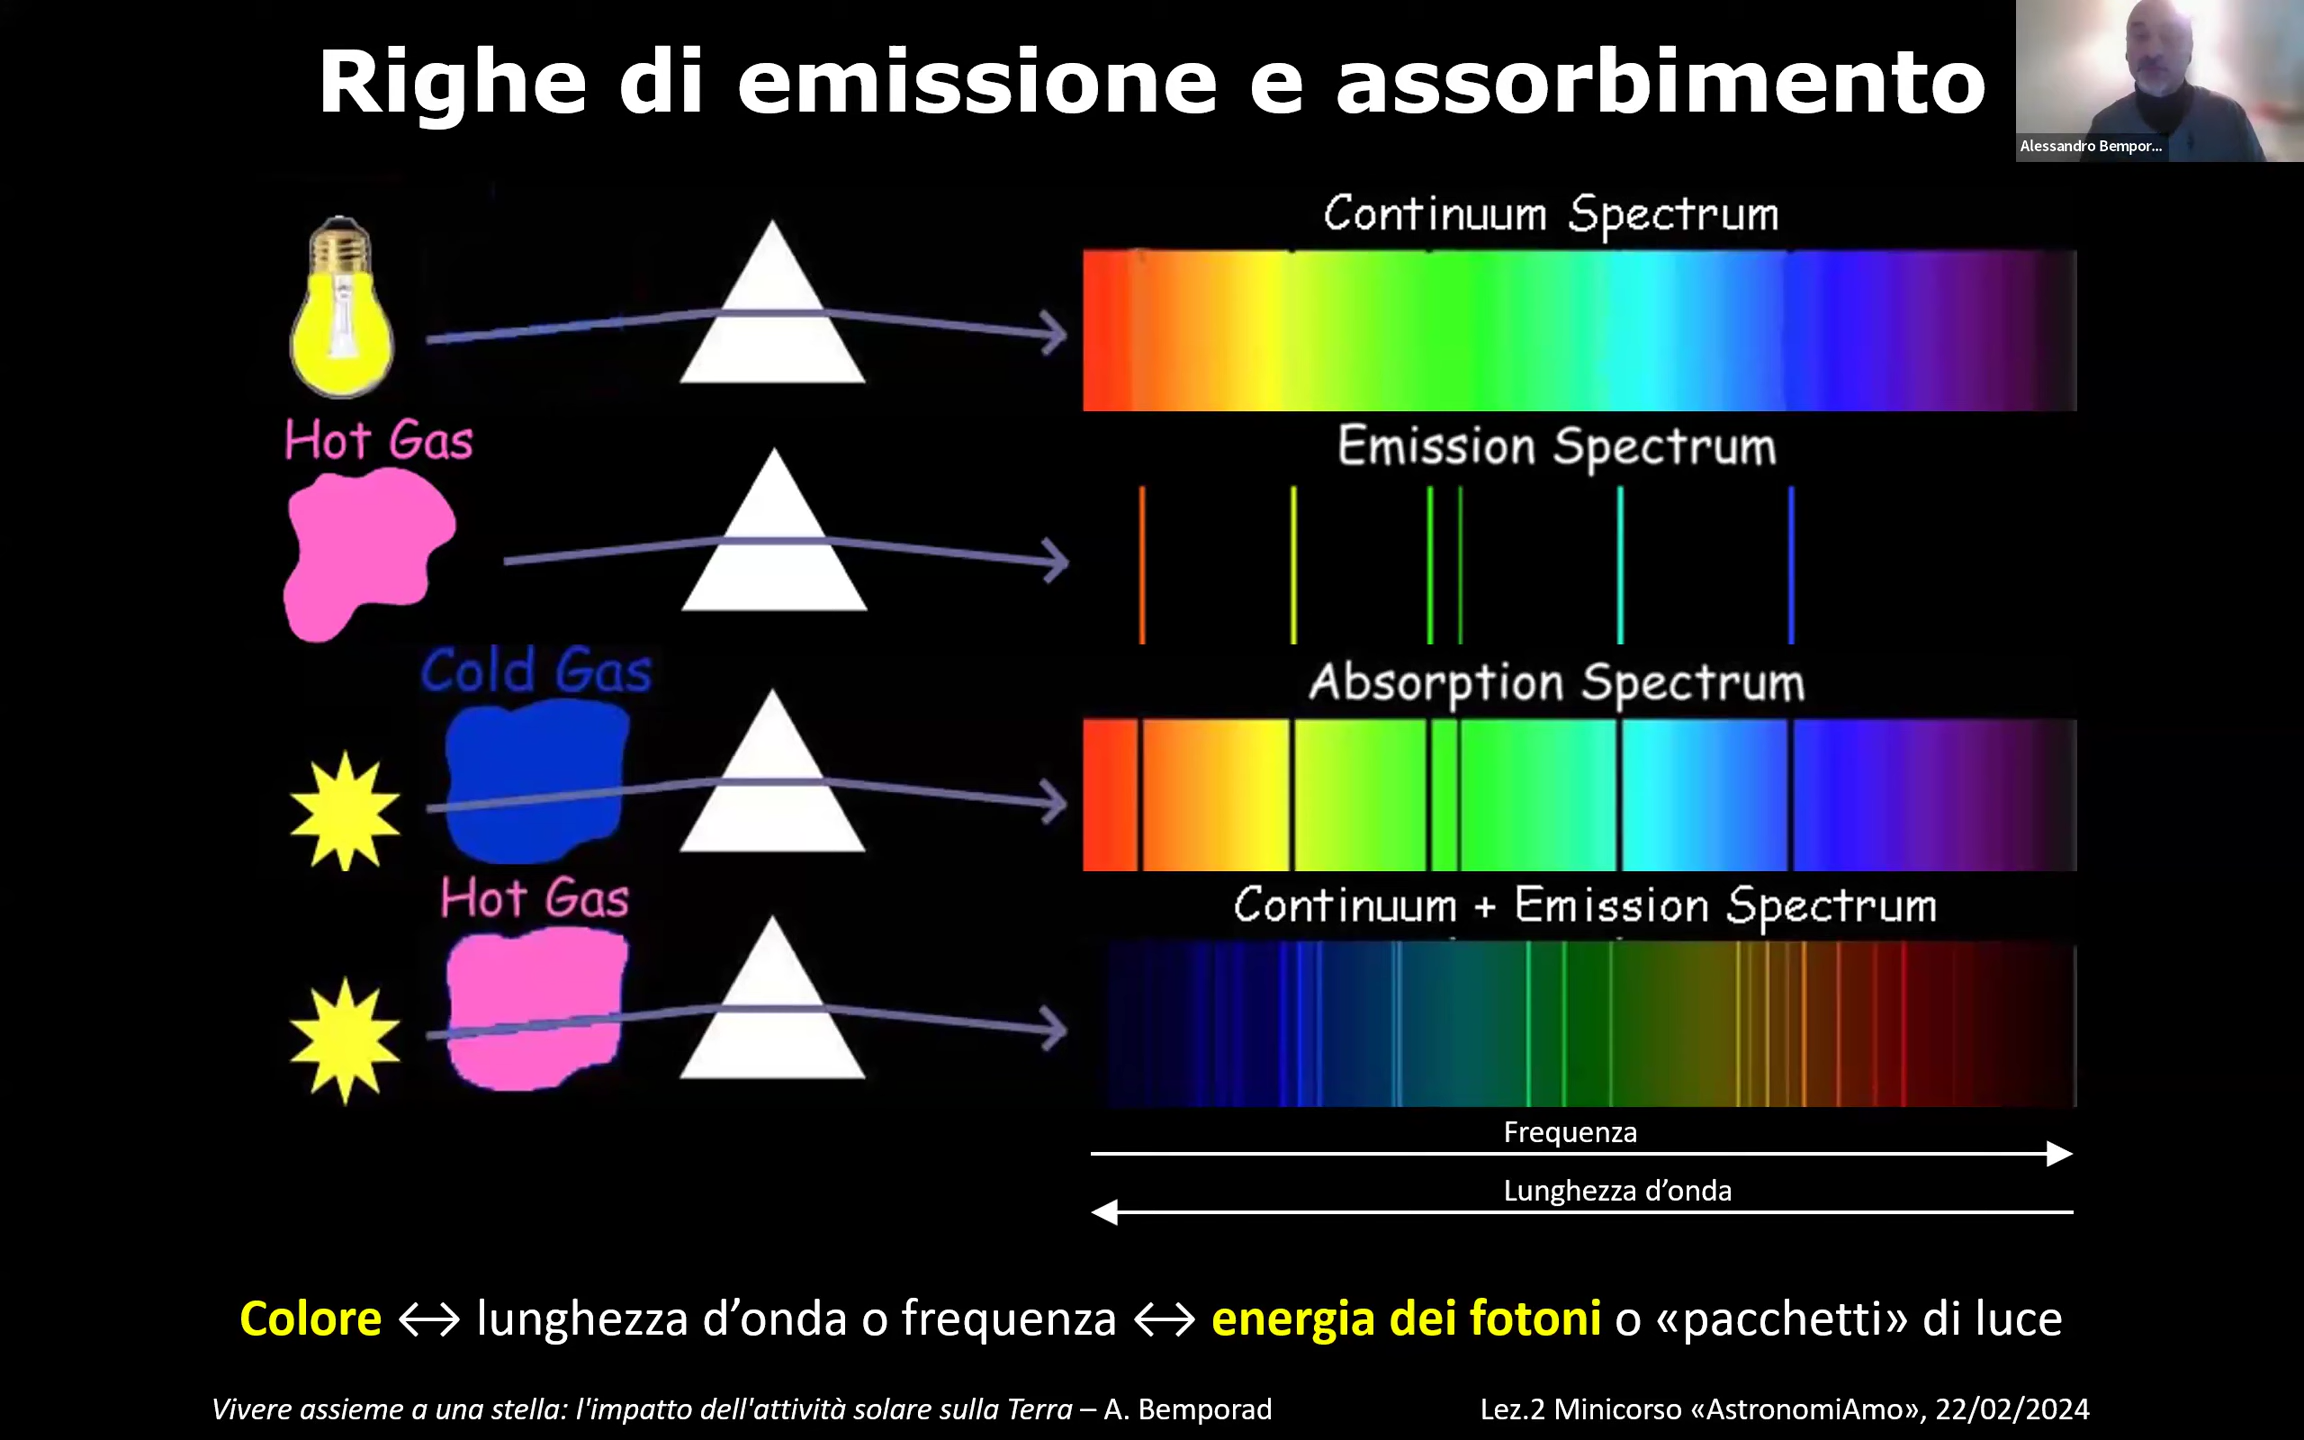 Righe di emissione e assorbimento
Alessandro Bempor...
Continuum Spectrum
Hot Gas
Emission Spectrum
Cold Gas
Absorption Spectrum
Hot Gas
Continuum + Emission Spectrum
Frequenza
Lunghezza d’onda
Colore ↔ lunghezza d’onda o frequenza ↔ energia dei fotoni o «pacchetti» di luce
Vivere assieme a una stella: l'impatto dell'attività solare sulla Terra – A. Bemporad
Lez.2 Minicorso «AstronomiAmo», 22/02/2024